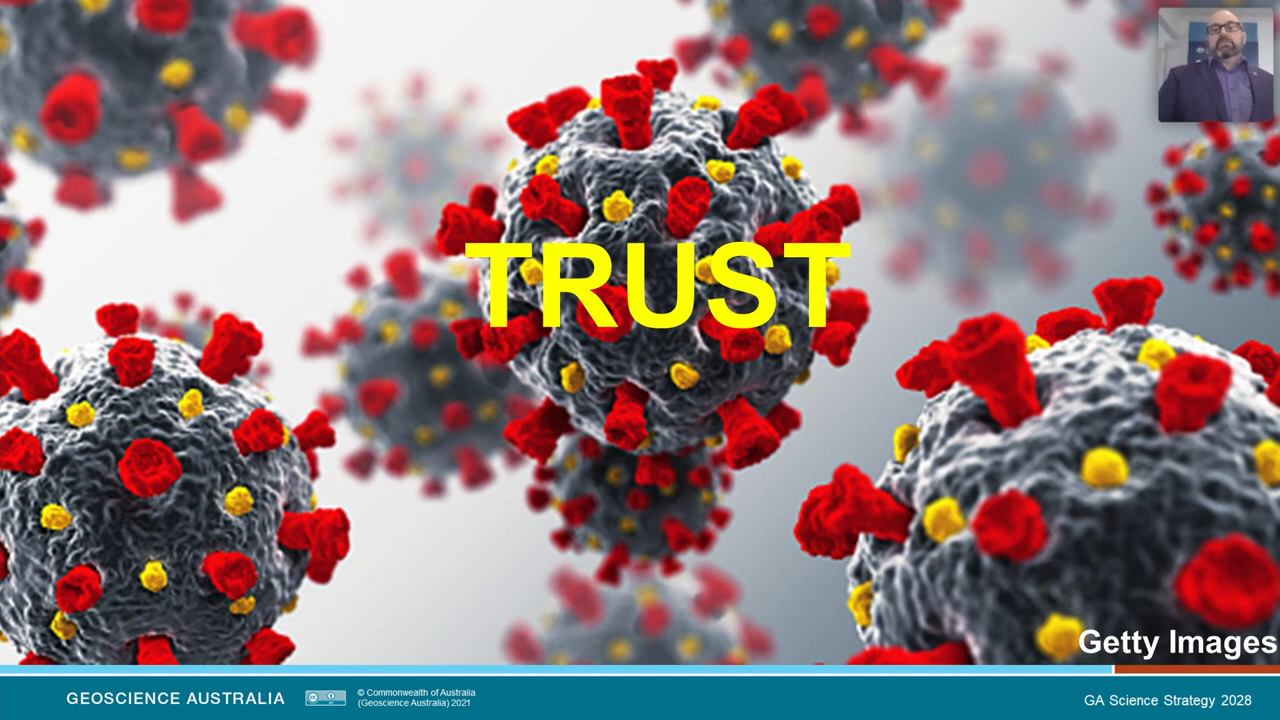 TRUST
Getty Images
GEOSCIENCE AUSTRALIA
© Commonwealth of Australia
(Geoscience Australia) 2021
GA Science Strategy 2028